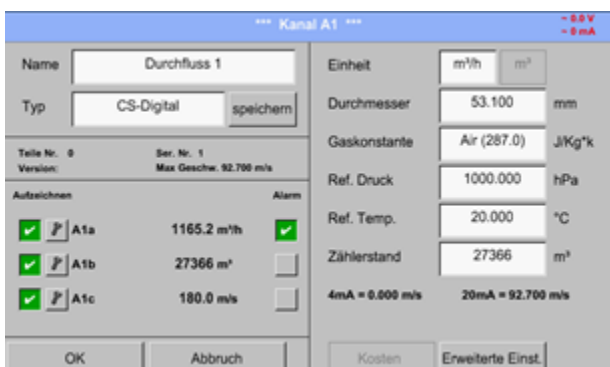 *** Kanal A1 ***
~ 0.0 V
~ 0 mA
Name
Durchfluss 1
Typ
CS-Digital
speichern
Teile Nr. 0
Ser. Nr. 1
Version:
Max Geschw. 92.700 m/s
Aufzeichnen
Alarm
A1a
1165.2 m³/h
A1b
27366 m³
A1c
180.0 m/s
OK
Abbruch
Einheit
m³/h
m³
Durchmesser
53.100
mm
Gaskonstante
Air (287.0)
J/Kg*k
Ref. Druck
1000.000
hPa
Ref. Temp.
20.000
°C
Zählerstand
27366
m³
4mA = 0.000 m/s
20mA = 92.700 m/s
Kosten
Erweiterte Einst.